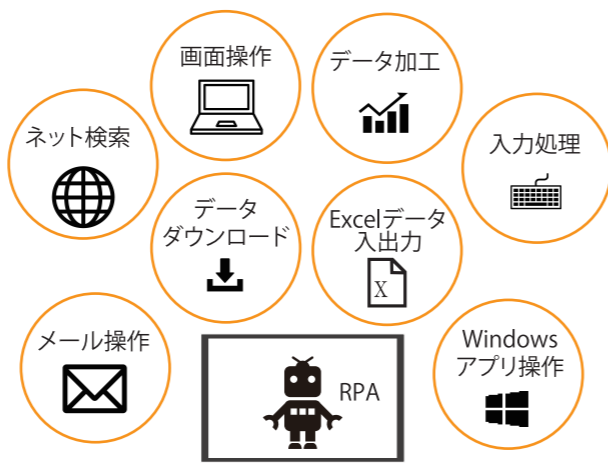 画面操作
データ加工
ネット検索
入力処理
データ
ダウンロード
Excelデータ
入出力
X
メール操作
Windows
アプリ操作
RPA